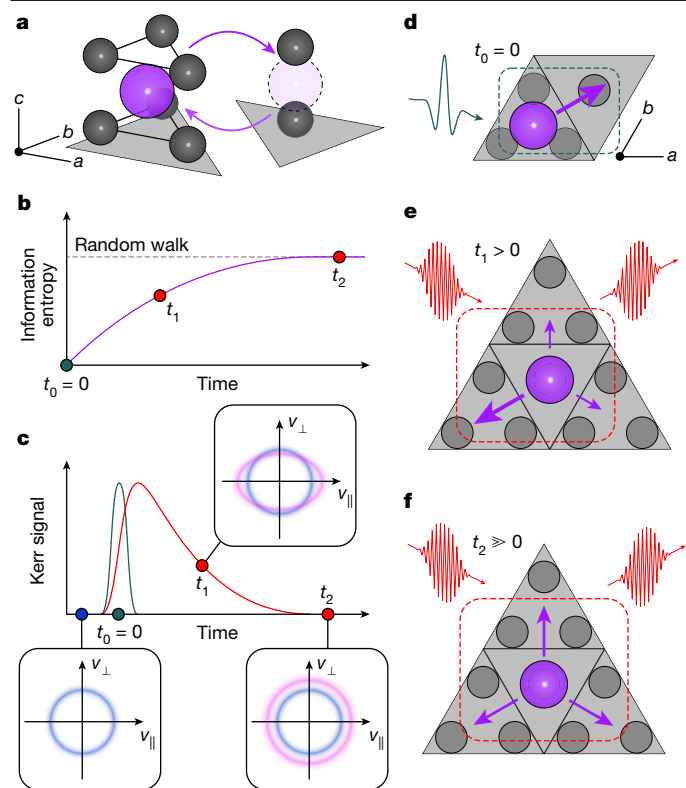 a
c
b
a
b
Information
entropy
Random walk
t₁
t₂
t₀ = 0
Time
c
Kerr signal
v⊥
v||
t₁
t₂
t₀ = 0
Time
v⊥
v||
v⊥
v||
d
t₀ = 0
b
a
e
t₁ > 0
f
t₂ ⋙ 0